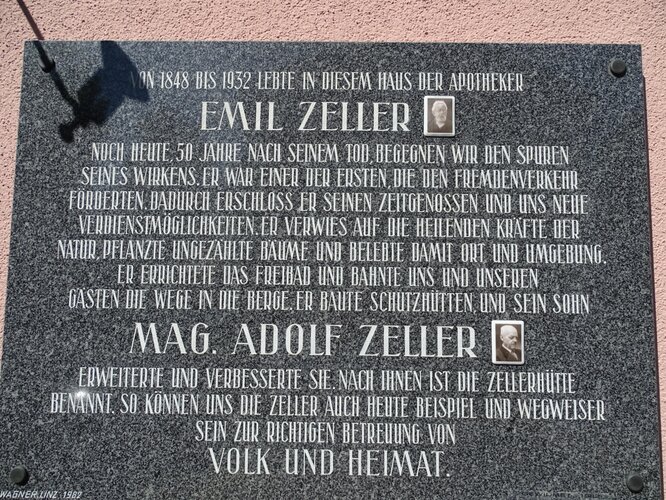 VON 1848 BIS 1932 LEBTE IN DIESEM HAUS DER APOTHEKER
EMIL ZELLER
NOCH HEUTE, 50 JAHRE NACH SEINEM TOD, BEGEGNEN WIR DEN SPUREN
SEINES WIRKENS. ER WAR EINER DER ERSTEN, DIE DEN FREMDENVERKEHR
FÖRDERTEN. DADURCH ERSCHLOSS ER SEINEN ZEITGENOSSEN UND UNS NEUE
VERDIENSTMÖGLICHKEITEN. ER VERWIES AUF DIE HEILENDEN KRÄFTE DER
NATUR, PFLANZTE UNGEZÄHLTE BÄUME UND BELEBTE DAMIT ORT UND UMGEBUNG.
ER ERRICHTETE DAS FREIBAD UND BAHNTE UNS UND UNSEREN
GÄSTEN DIE WEGE IN DIE BERGE. ER BAUTE SCHUTZHÜTTEN, UND SEIN SOHN
MAG. ADOLF ZELLER
ERWEITERTE UND VERBESSERTE SIE. NACH IHNEN IST DIE ZELLERHÜTTE
BENANNT. SO KÖNNEN UNS DIE ZELLER AUCH HEUTE BEISPIEL UND WEGWEISER
SEIN ZUR RICHTIGEN BETREUUNG VON
VOLK UND HEIMAT.
WAGNER, LINZ 1982